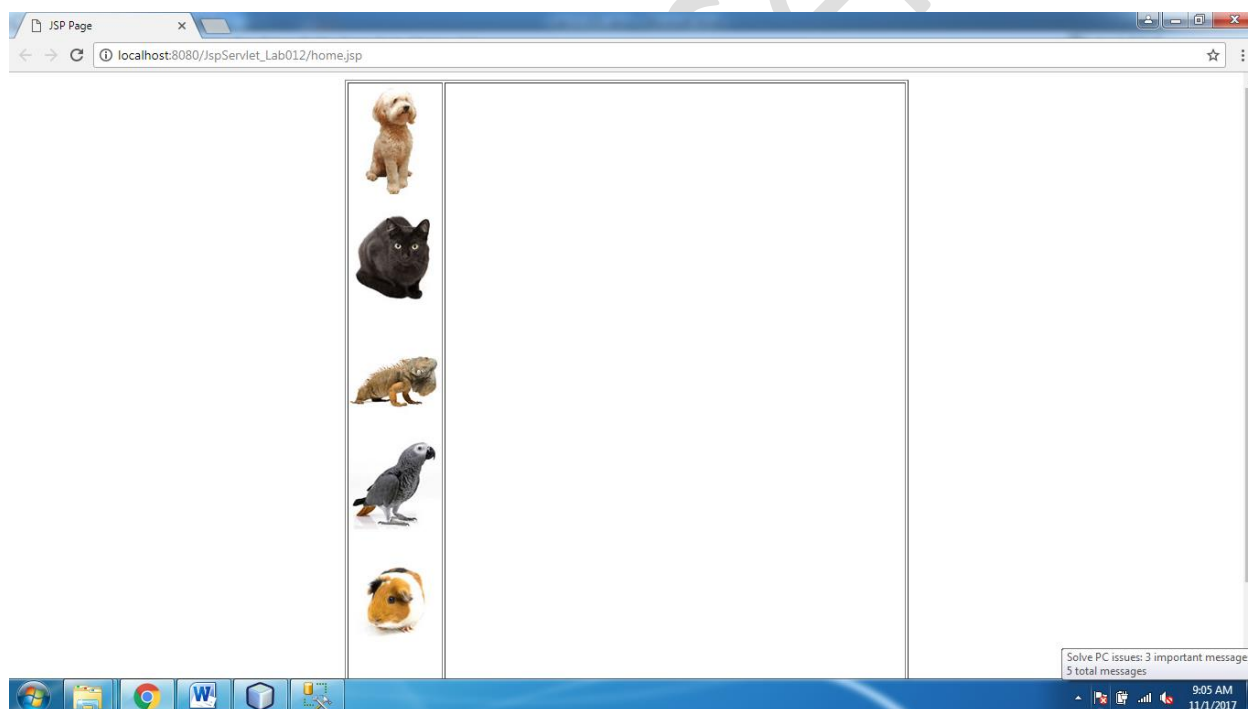 JSP Page
localhost:8080/JspServlet_Lab012/home.jsp
Solve PC issues: 3 important message
5 total messages
9:05 AM
11/1/2017